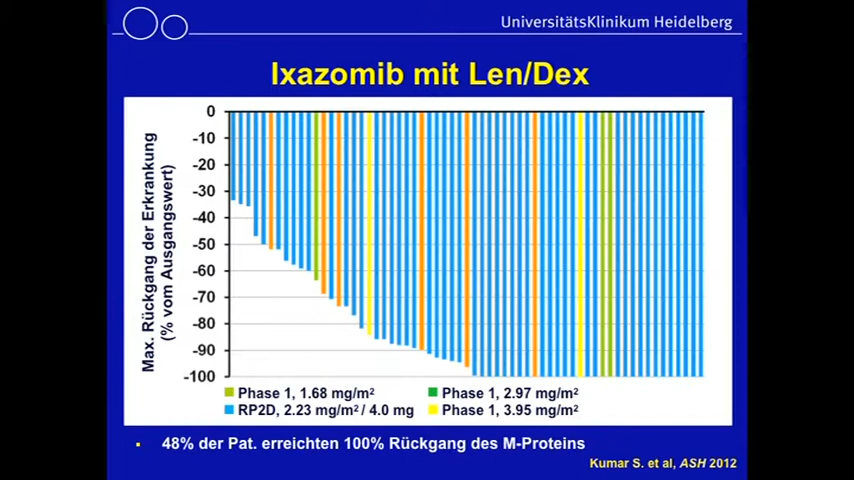 UniversitätsKlinikum Heidelberg
Ixazomib mit Len/Dex
Max. Rückgang der Erkrankung
(% vom Ausgangswert)
0
-10
-20
-30
-40
-50
-60
-70
-80
-90
-100
Phase 1, 1.68 mg/m²
Phase 1, 2.97 mg/m²
RP2D, 2.23 mg/m² / 4.0 mg
Phase 1, 3.95 mg/m²
48% der Pat. erreichten 100% Rückgang des M-Proteins
Kumar S. et al, ASH 2012